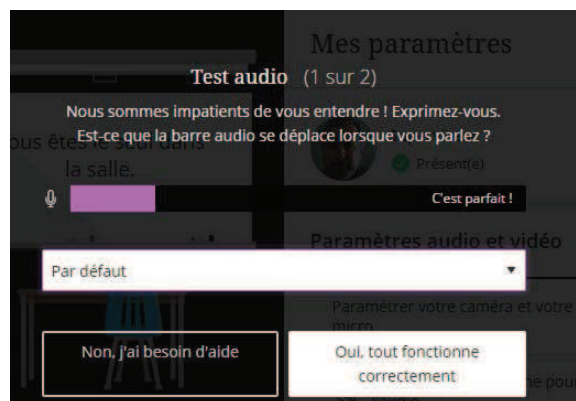 Mes paramètres
Test audio (1 sur 2)
Nous sommes impatients de vous entendre ! Exprimez-vous.
Est-ce que la barre audio se déplace lorsque vous parlez ?
ous êtes le seul dans
la salle.
Présent(e)
C'est parfait !
Paramètres audio et vidéo
Par défaut
Paramétrer votre caméra et votre
micro
Non, j'ai besoin d'aide
Oui, tout fonctionne
correctement